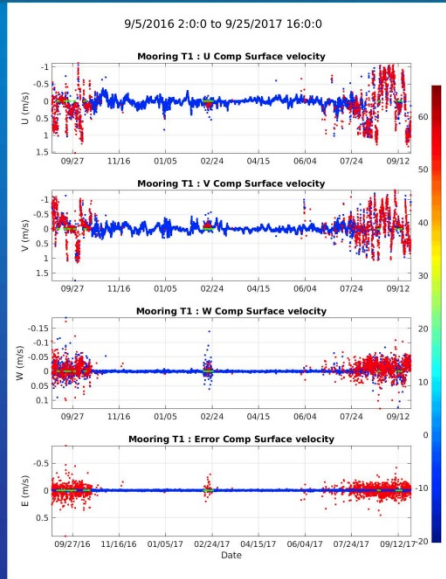 9/5/2016 2:0:0 to 9/25/2017 16:0:0
Mooring T1 : U Comp Surface velocity
U (m/s)
-1
-0.5
0
0.5
1
1.5
09/27 11/16 01/05 02/24 04/15 06/04 07/24 09/12
Mooring T1 : V Comp Surface velocity
V (m/s)
-1
-0.5
0
0.5
1
1.5
09/27 11/16 01/05 02/24 04/15 06/04 07/24 09/12
Mooring T1 : W Comp Surface velocity
W (m/s)
-0.15
-0.1
-0.05
0
0.05
0.1
09/27 11/16 01/05 02/24 04/15 06/04 07/24 09/12
Mooring T1 : Error Comp Surface velocity
E (m/s)
-0.5
0
0.5
09/27/16 11/16/16 01/05/17 02/24/17 04/15/17 06/04/17 07/24/17 09/12/17
Date
60
50
40
30
20
10
0
-10
-20